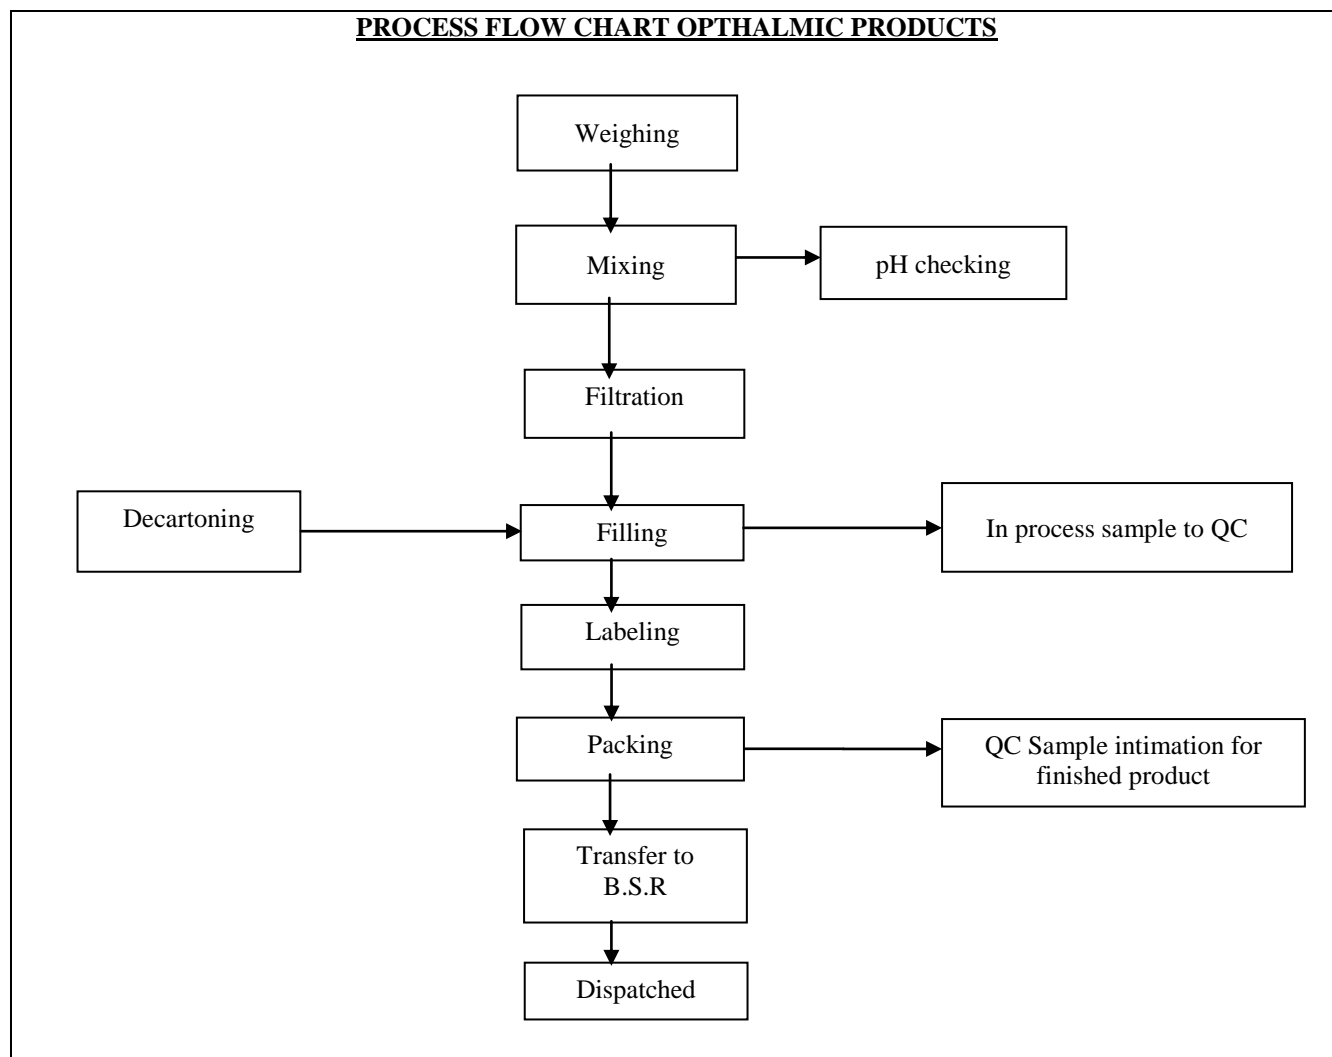 PROCESS FLOW CHART OPTHALMIC PRODUCTS
Weighing
Mixing
pH checking
Filtration
Decartoning
Filling
In process sample to QC
Labeling
Packing
QC Sample intimation for
finished product
Transfer to
B.S.R
Dispatched